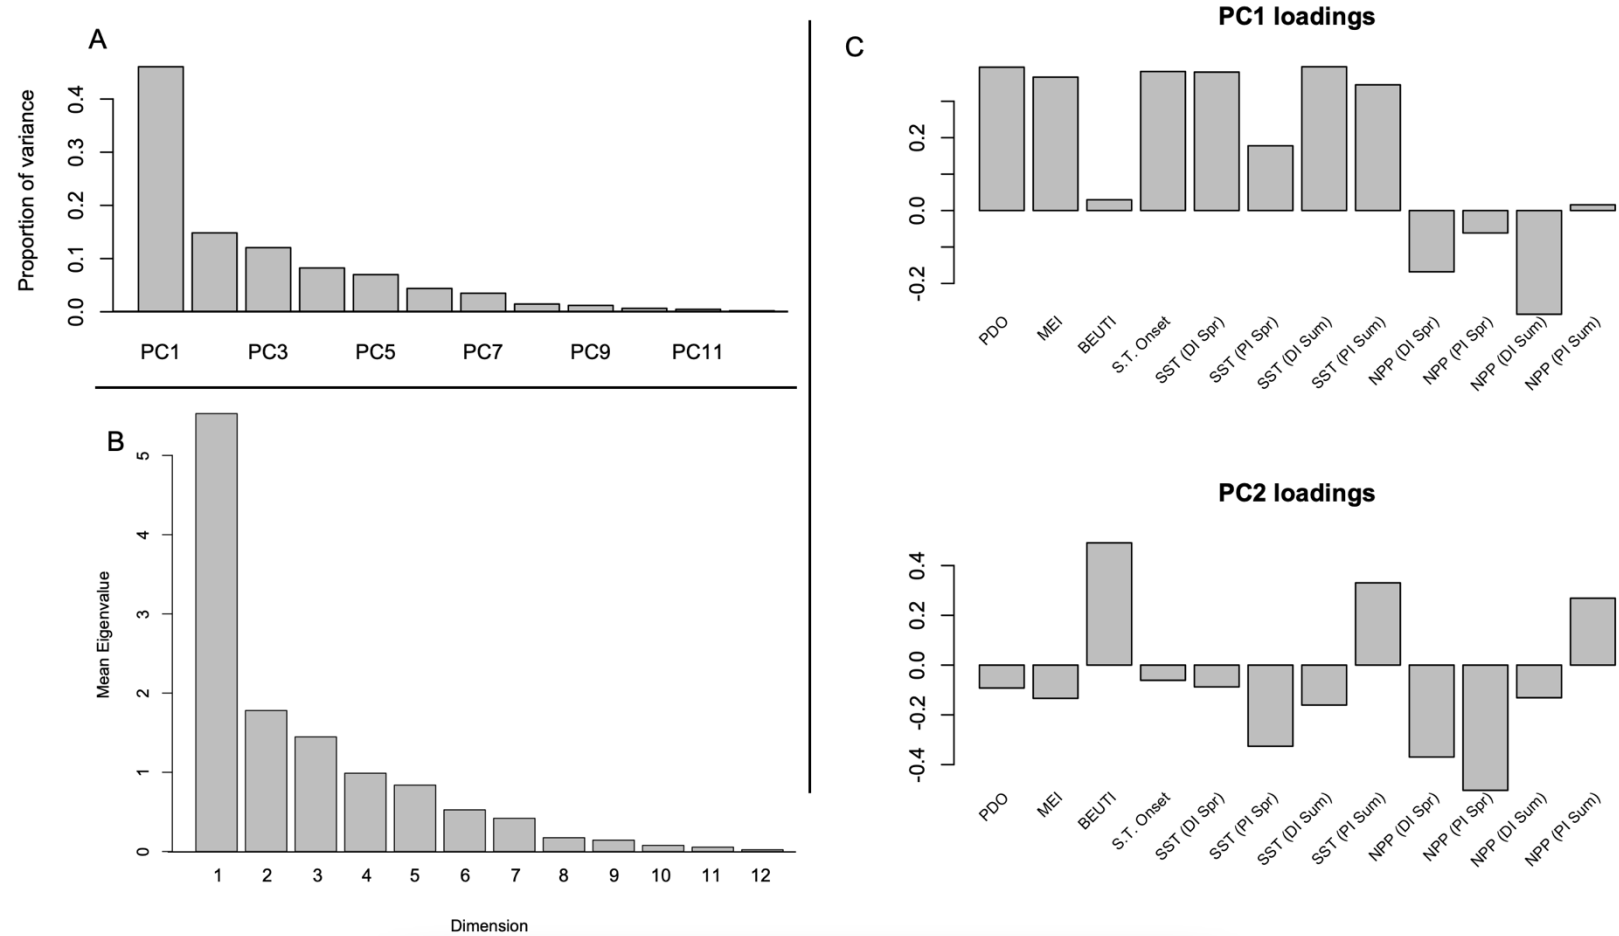 A
Proportion of variance
0.4
0.3
0.2
0.1
0.0
PC1 PC3 PC5 PC7 PC9 PC11
B
Mean Eigenvalue
5
4
3
2
1
0
1 2 3 4 5 6 7 8 9 10 11 12
Dimension
C
PC1 loadings
0.2
0.0
-0.2
PDO
MEI
BEUTI
S.T. Onset
SST (DI Spr)
SST (PI Spr)
SST (DI Sum)
SST (PI Sum)
NPP (DI Spr)
NPP (PI Spr)
NPP (DI Sum)
NPP (PI Sum)
PC2 loadings
0.4
0.2
0.0
-0.2
-0.4
PDO
MEI
BEUTI
S.T. Onset
SST (DI Spr)
SST (PI Spr)
SST (DI Sum)
SST (PI Sum)
NPP (DI Spr)
NPP (PI Spr)
NPP (DI Sum)
NPP (PI Sum)